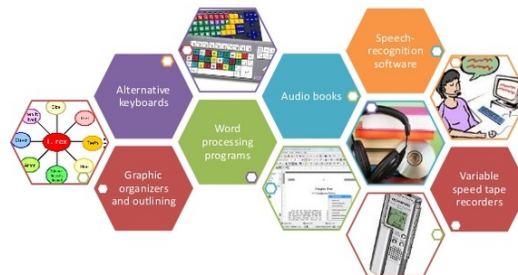 Speech-
recognition
software
Alternative
keyboards
Audio books
Word
processing
programs
T. rex
Diet
Graphic
organizers
and outlining
Variable
speed tape
recorders